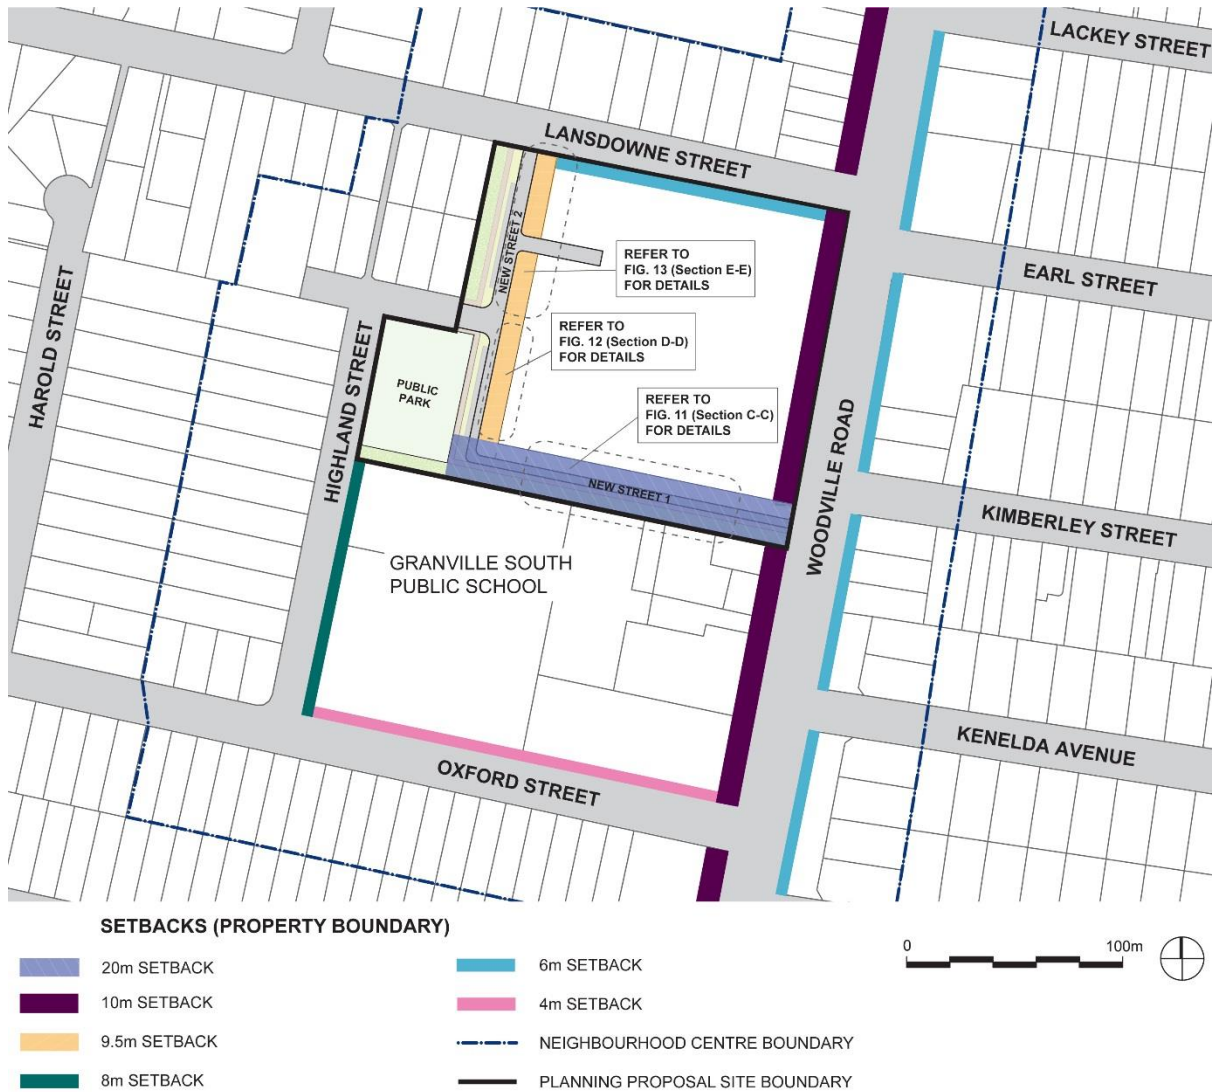 LACKEY STREET
LANSDOWNE STREET
NEW STREET 2
REFER TO
FIG. 13 (Section E-E)
FOR DETAILS
EARL STREET
HAROLD STREET
HIGHLAND STREET
REFER TO
FIG. 12 (Section D-D)
FOR DETAILS
PUBLIC
PARK
REFER TO
FIG. 11 (Section C-C)
FOR DETAILS
WOODVILLE ROAD
NEW STREET 1
KIMBERLEY STREET
GRANVILLE SOUTH
PUBLIC SCHOOL
KENELDA AVENUE
OXFORD STREET
SETBACKS (PROPERTY BOUNDARY)
20m SETBACK
10m SETBACK
9.5m SETBACK
8m SETBACK
6m SETBACK
4m SETBACK
NEIGHBOURHOOD CENTRE BOUNDARY
PLANNING PROPOSAL SITE BOUNDARY
0 100m